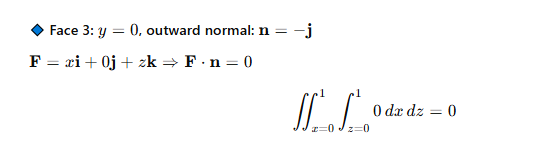 ◆ Face 3: y = 0, outward normal: n = −j
F = xi + 0j + zk ⇒ F · n = 0
∬_{x=0}^{1} ∫_{z=0}^{1} 0 dx dz = 0